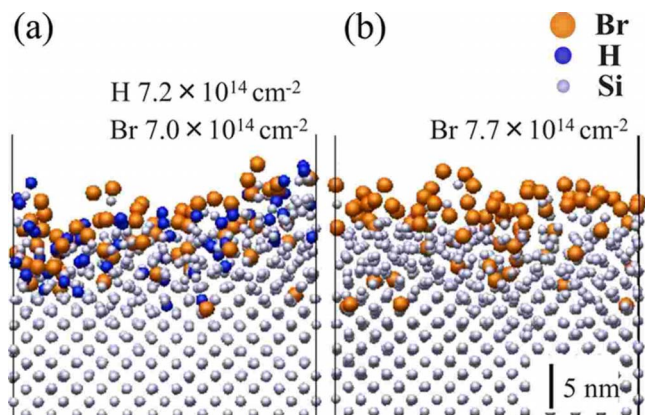 (a)
H 7.2 × 10¹⁴ cm⁻²
Br 7.0 × 10¹⁴ cm⁻²
(b)
Br
H
Si
Br 7.7 × 10¹⁴ cm⁻²
5 nm